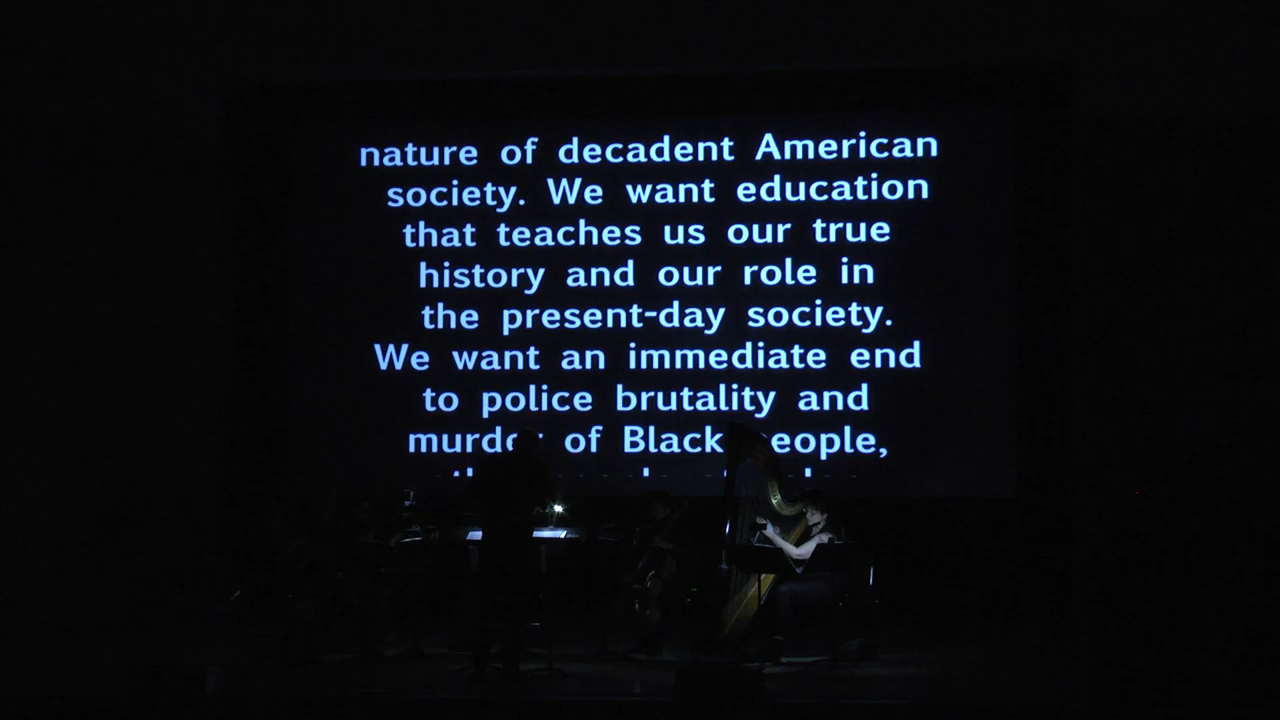 nature of decadent American
society. We want education
that teaches us our true
history and our role in
the present-day society.
We want an immediate end
to police brutality and
of Black people,